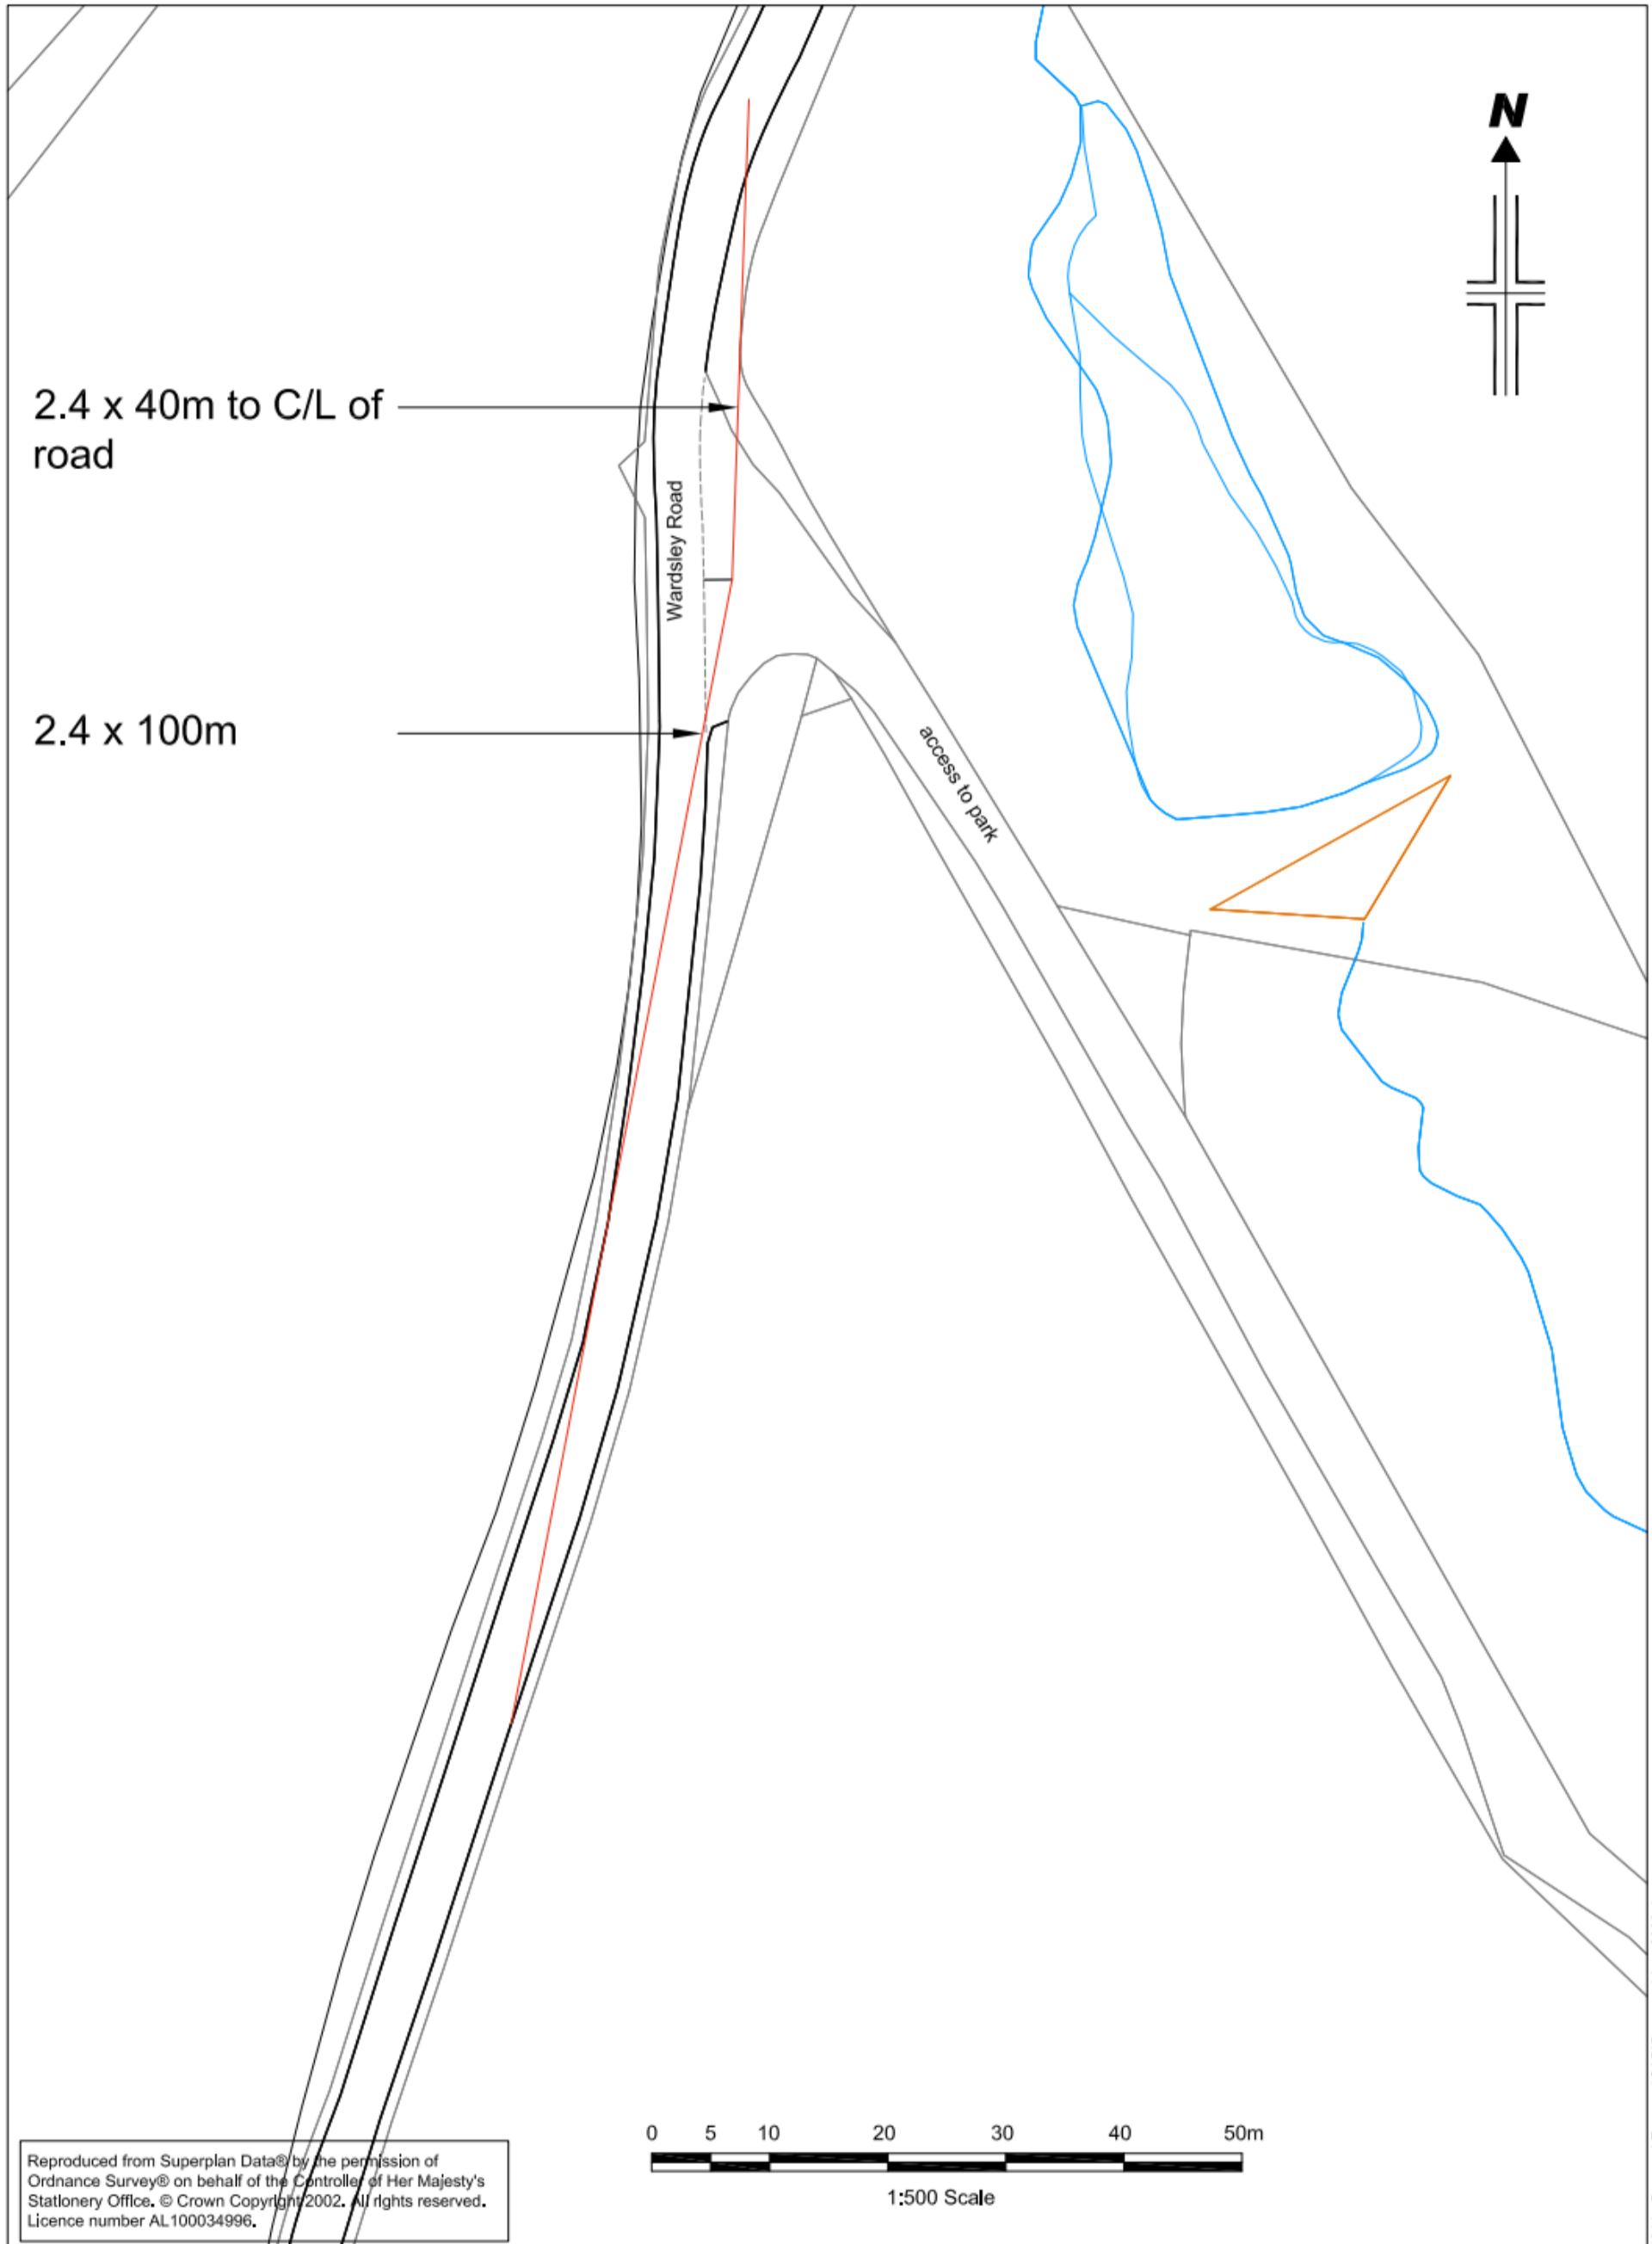 N
2.4 x 40m to C/L of
road
Wardsley Road
2.4 x 100m
access to park
0 5 10 20 30 40 50m
1:500 Scale
Reproduced from Superplan Data® by the permission of
Ordnance Survey® on behalf of the Controller of Her Majesty's
Stationery Office. © Crown Copyright 2002. All rights reserved.
Licence number AL100034996.